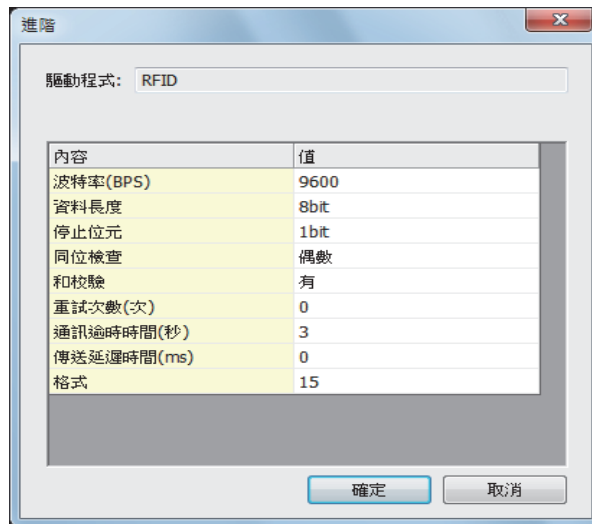 進階
驅動程式: RFID
內容 值
波特率(BPS) 9600
資料長度 8bit
停止位元 1bit
同位檢查 偶數
和校驗 有
重試次數(次) 0
通訊逾時時間(秒) 3
傳送延遲時間(ms) 0
格式 15
確定 取消